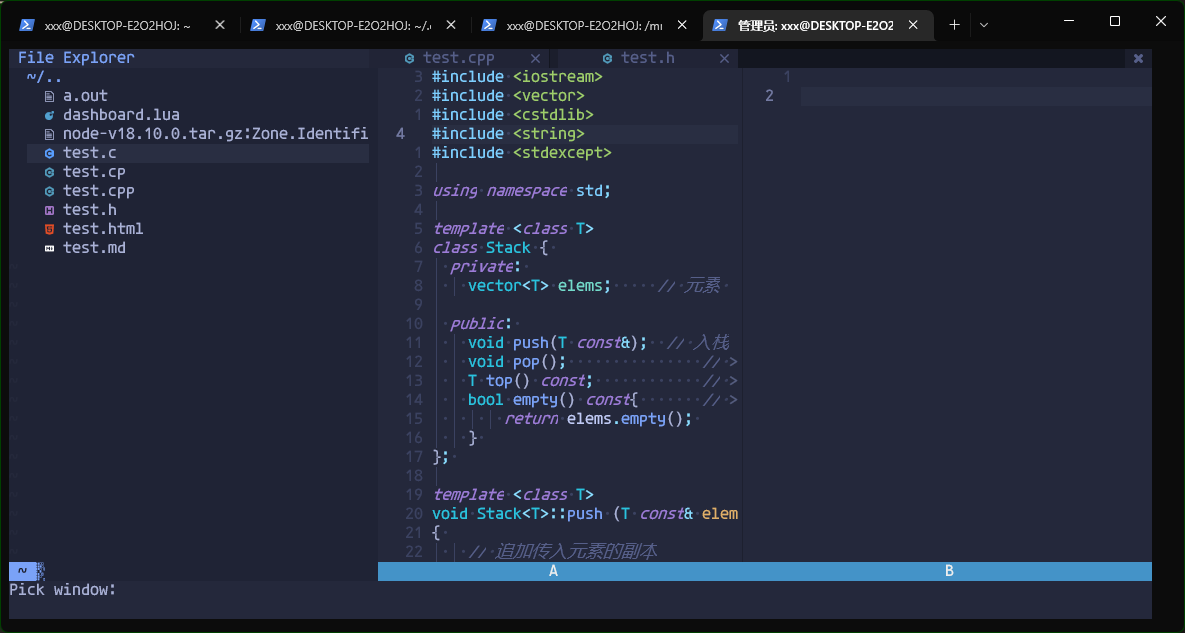 xxx@DESKTOP-E2O2HOJ: ~
xxx@DESKTOP-E2O2HOJ: ~/.
xxx@DESKTOP-E2O2HOJ: /m
管理员: xxx@DESKTOP-E2O2
File Explorer
~/..
a.out
dashboard.lua
node-v18.10.0.tar.gz:Zone.Identifi
test.c
test.cp
test.cpp
test.h
test.html
test.md
test.cpp
test.h
3 #include <iostream>
2 #include <vector>
1 #include <cstdlib>
4 #include <string>
1 #include <stdexcept>
2
3 using namespace std;
4
5 template <class T>
6 class Stack {
7 private:
8 vector<T> elems; // 元素
9
10 public:
11 void push(T const&); // 入栈
12 void pop(); // >
13 T top() const; // >
14 bool empty() const{ // >
15 return elems.empty();
16 }
17 };
18
19 template <class T>
20 void Stack<T>::push (T const& elem
21 {
22 // 追加传入元素的副本
1
2
~
A
B
Pick window: